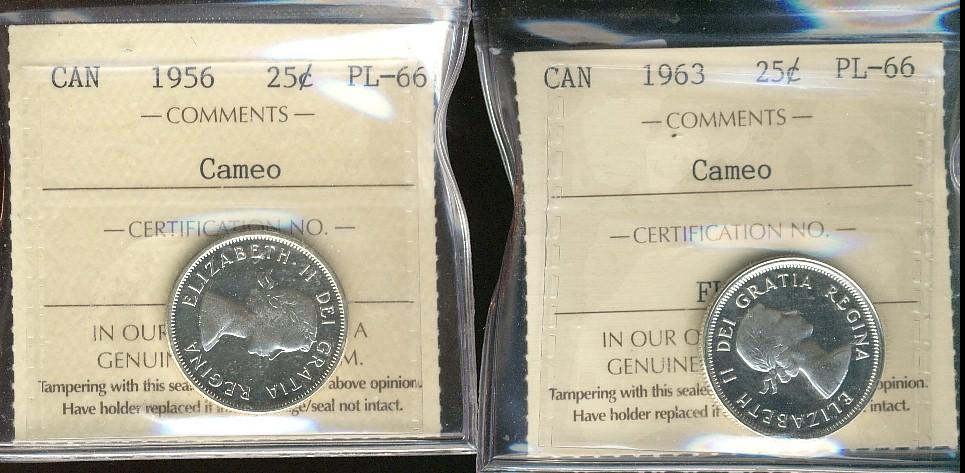 CAN 1956 25¢ PL-66
— COMMENTS —
Cameo
— CERTIFICATION NO. —
IN OUR A
GENUIN M.
Tampering with this sea above opinion.
Have holder replaced if ge/seal not intact.
ELIZABETH II DEI GRATIA REGINA
CAN 1963 25¢ PL-66
— COMMENTS —
Cameo
— CERTIFICATION NO. —
IN OUR O
GENUINE
Tampering with this seale opinion.
Have holder replaced if intact.
ELIZABETH II DEI GRATIA REGINA